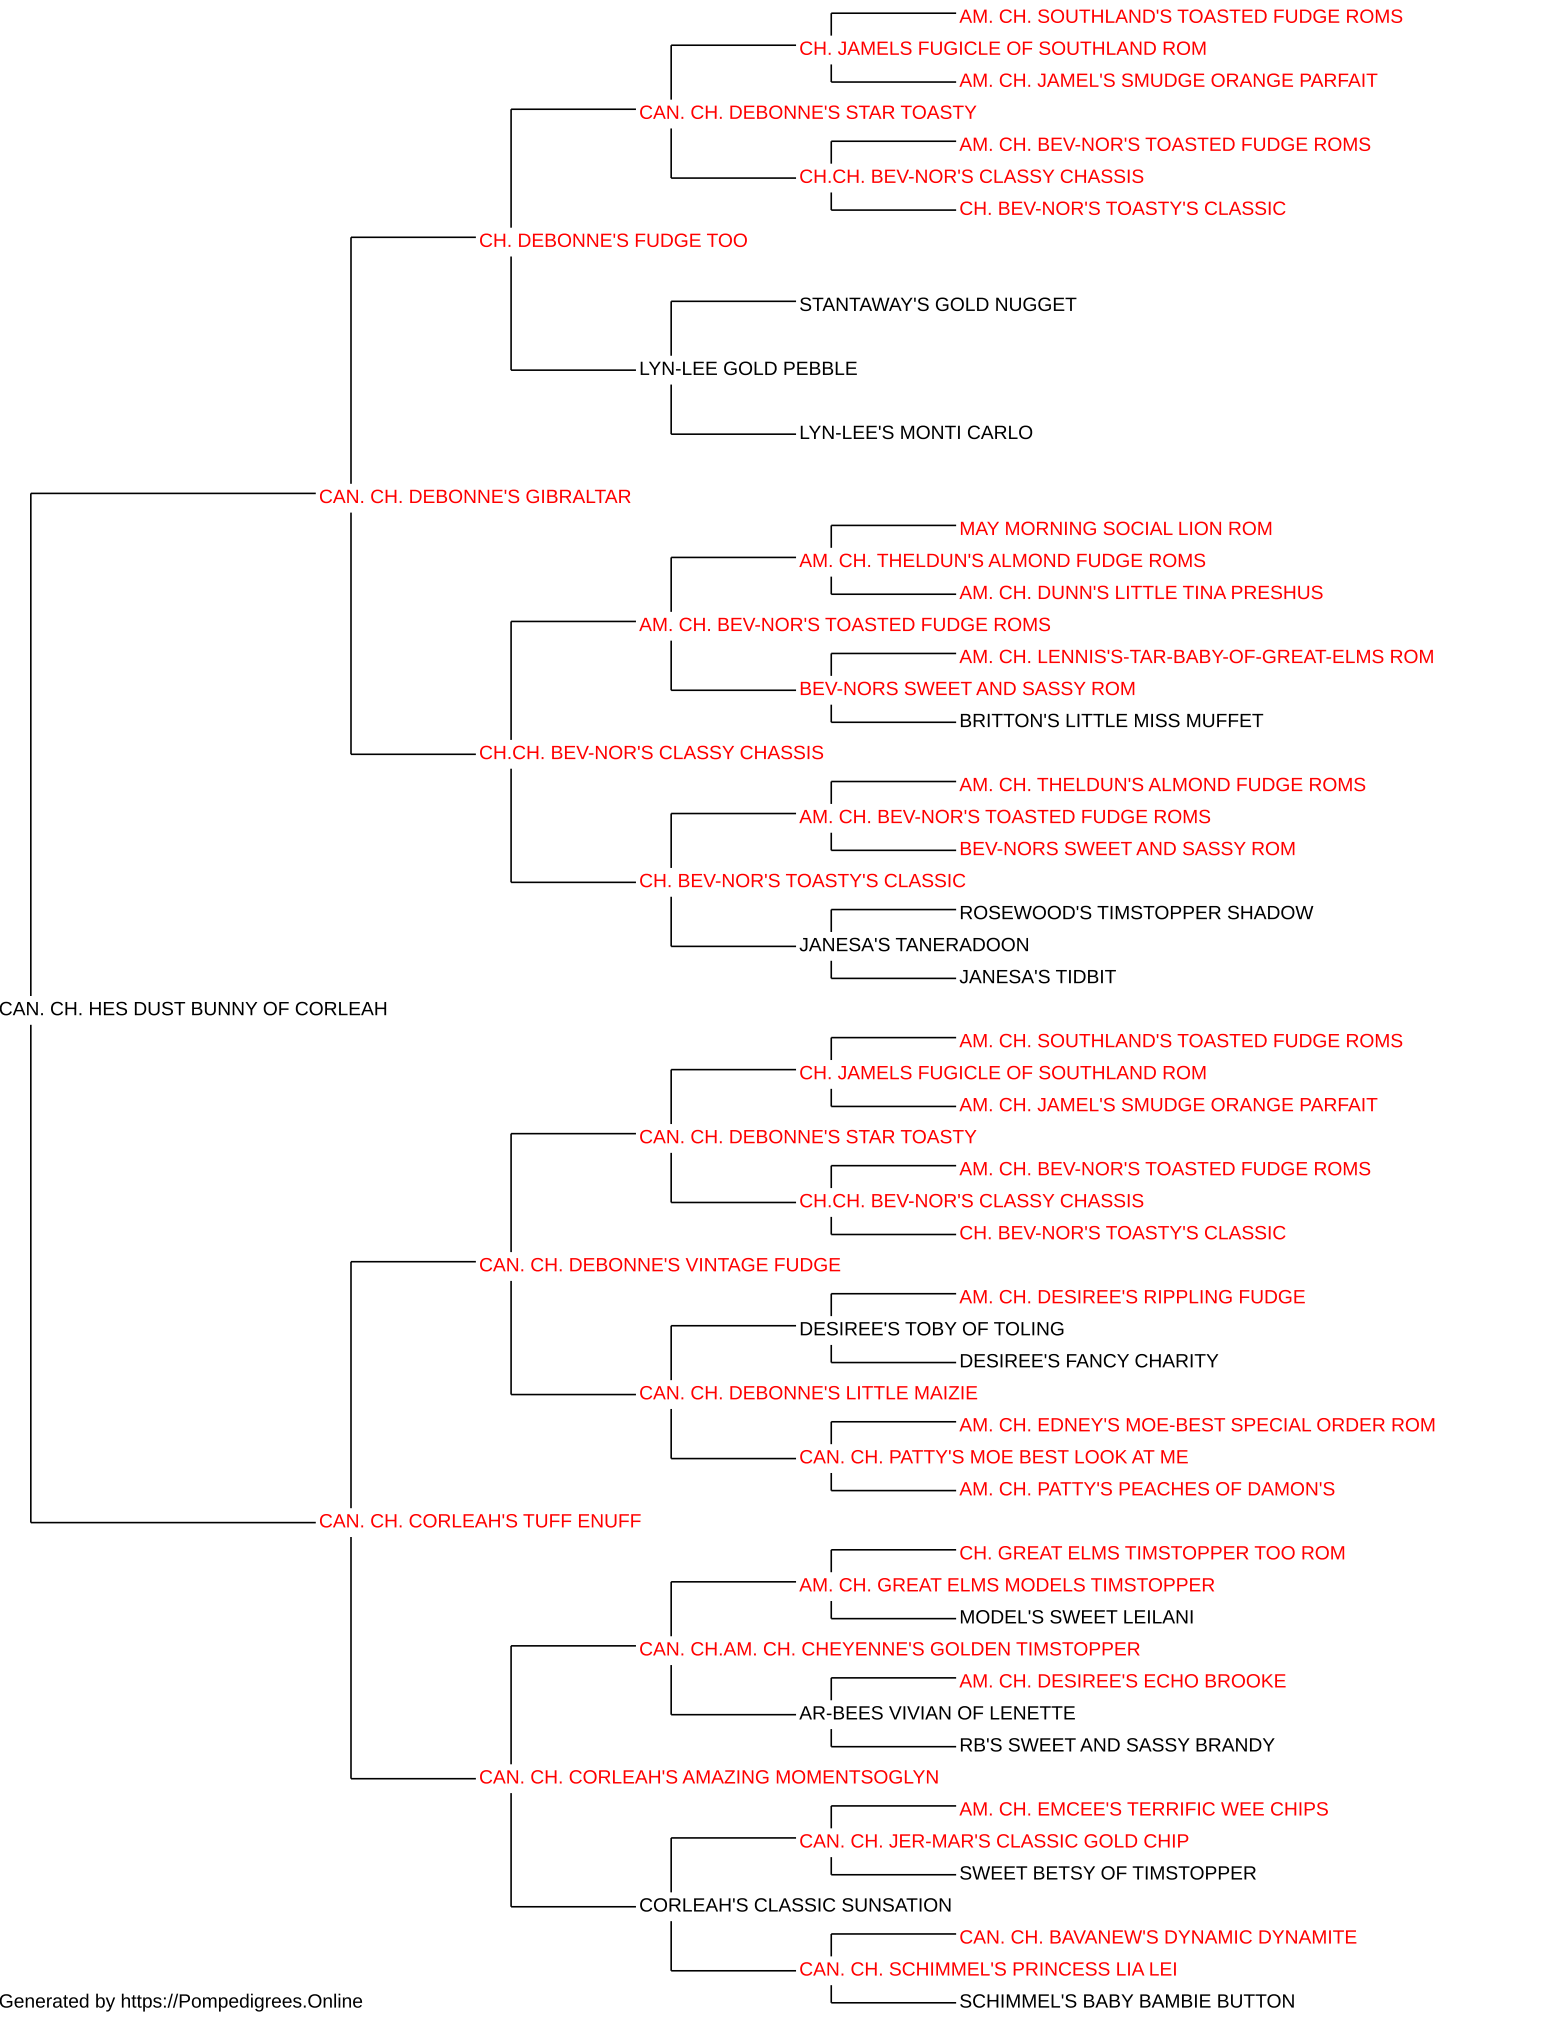 AM. CH. SOUTHLAND'S TOASTED FUDGE ROMS
CH. JAMELS FUGICLE OF SOUTHLAND ROM
AM. CH. JAMEL'S SMUDGE ORANGE PARFAIT
CAN. CH. DEBONNE'S STAR TOASTY
AM. CH. BEV-NOR'S TOASTED FUDGE ROMS
CH.CH. BEV-NOR'S CLASSY CHASSIS
CH. BEV-NOR'S TOASTY'S CLASSIC
CH. DEBONNE'S FUDGE TOO
STANTAWAY'S GOLD NUGGET
LYN-LEE GOLD PEBBLE
LYN-LEE'S MONTI CARLO
CAN. CH. DEBONNE'S GIBRALTAR
MAY MORNING SOCIAL LION ROM
AM. CH. THELDUN'S ALMOND FUDGE ROMS
AM. CH. DUNN'S LITTLE TINA PRESHUS
AM. CH. BEV-NOR'S TOASTED FUDGE ROMS
AM. CH. LENNIS'S-TAR-BABY-OF-GREAT-ELMS ROM
BEV-NORS SWEET AND SASSY ROM
BRITTON'S LITTLE MISS MUFFET
CH.CH. BEV-NOR'S CLASSY CHASSIS
AM. CH. THELDUN'S ALMOND FUDGE ROMS
AM. CH. BEV-NOR'S TOASTED FUDGE ROMS
BEV-NORS SWEET AND SASSY ROM
CH. BEV-NOR'S TOASTY'S CLASSIC
ROSEWOOD'S TIMSTOPPER SHADOW
JANESA'S TANERADOON
JANESA'S TIDBIT
CAN. CH. HES DUST BUNNY OF CORLEAH
AM. CH. SOUTHLAND'S TOASTED FUDGE ROMS
CH. JAMELS FUGICLE OF SOUTHLAND ROM
AM. CH. JAMEL'S SMUDGE ORANGE PARFAIT
CAN. CH. DEBONNE'S STAR TOASTY
AM. CH. BEV-NOR'S TOASTED FUDGE ROMS
CH.CH. BEV-NOR'S CLASSY CHASSIS
CH. BEV-NOR'S TOASTY'S CLASSIC
CAN. CH. DEBONNE'S VINTAGE FUDGE
AM. CH. DESIREE'S RIPPLING FUDGE
DESIREE'S TOBY OF TOLING
DESIREE'S FANCY CHARITY
CAN. CH. DEBONNE'S LITTLE MAIZIE
AM. CH. EDNEY'S MOE-BEST SPECIAL ORDER ROM
CAN. CH. PATTY'S MOE BEST LOOK AT ME
AM. CH. PATTY'S PEACHES OF DAMON'S
CAN. CH. CORLEAH'S TUFF ENUFF
CH. GREAT ELMS TIMSTOPPER TOO ROM
AM. CH. GREAT ELMS MODELS TIMSTOPPER
MODEL'S SWEET LEILANI
CAN. CH.AM. CH. CHEYENNE'S GOLDEN TIMSTOPPER
AM. CH. DESIREE'S ECHO BROOKE
AR-BEES VIVIAN OF LENETTE
RB'S SWEET AND SASSY BRANDY
CAN. CH. CORLEAH'S AMAZING MOMENTSOGLYN
AM. CH. EMCEE'S TERRIFIC WEE CHIPS
CAN. CH. JER-MAR'S CLASSIC GOLD CHIP
SWEET BETSY OF TIMSTOPPER
CORLEAH'S CLASSIC SUNSATION
CAN. CH. BAVANEW'S DYNAMIC DYNAMITE
CAN. CH. SCHIMMEL'S PRINCESS LIA LEI
SCHIMMEL'S BABY BAMBIE BUTTON
Generated by https://Pompedigrees.Online